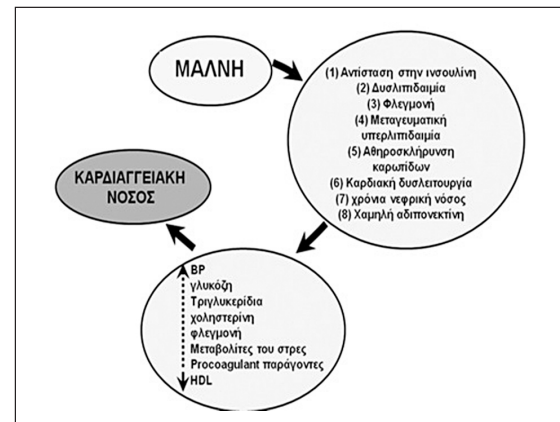 ΜΑΛΝΗ
(1) Αντίσταση στην ινσουλίνη
(2) Δυσλιπιδαιμία
(3) Φλεγμονή
(4) Μεταγευματική
υπερλιπιδαιμία
(5) Αθηροσκλήρυνση
καρωτίδων
(6) Καρδιακή δυσλειτουργία
(7) χρόνια νεφρική νόσος
(8) Χαμηλή αδιπονεκτίνη
ΚΑΡΔΙΑΓΓΕΙΑΚΗ
ΝΟΣΟΣ
BP
γλυκόζη
Τριγλυκερίδια
χοληστερίνη
φλεγμονή
Μεταβολίτες του στρες
Procoagulant παράγοντες
HDL